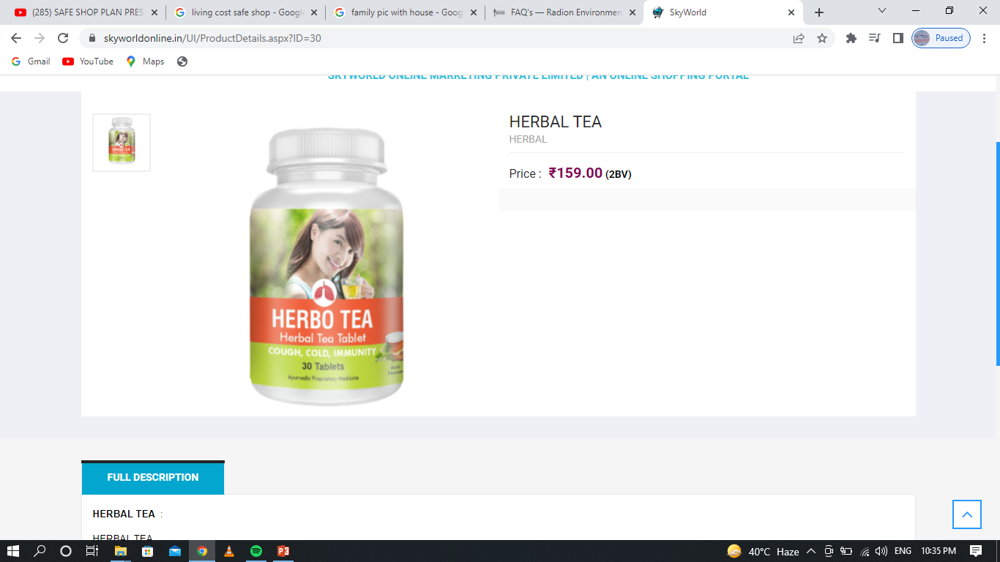 (285) SAFE SHOP PLAN PRES
living cost safe shop - Googl
family pic with house - Goog
FAQ's — Radion Environmen
SkyWorld
skyworldonline.in/UI/ProductDetails.aspx?ID=30
Paused
Gmail
YouTube
Maps
SKYWORLD ONLINE MARKETING PRIVATE LIMITED | AN ONLINE SHOPPING PORTAL
HERBAL TEA
HERBAL
Price : ₹159.00 (2BV)
HERBO TEA
HERBO TEA
Herbal Tea Tablet
COUGH, COLD, IMMUNITY
30 Tablets
Ayurvedic Proprietary Medicine
FULL DESCRIPTION
HERBAL TEA :
HERBAL TEA
40°C Haze
ENG
10:35 PM